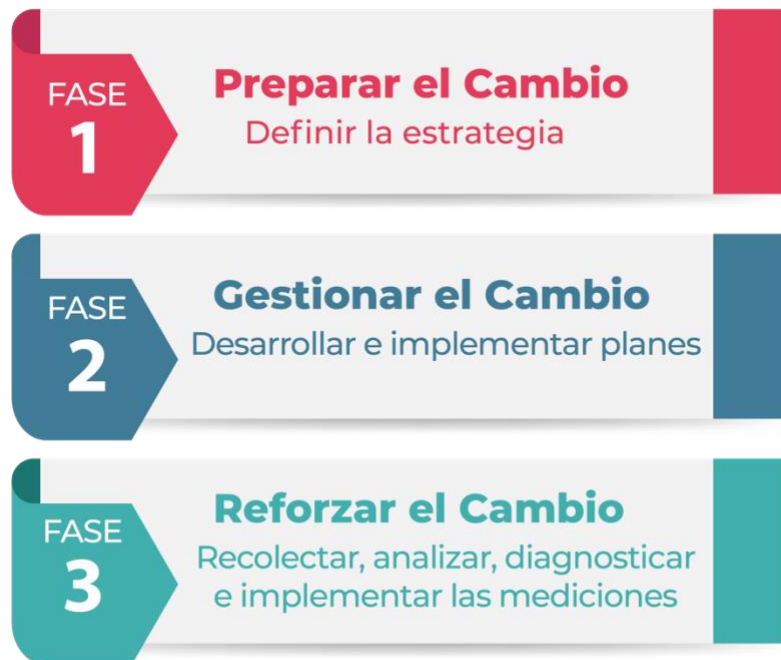 FASE
1
Preparar el Cambio
Definir la estrategia
FASE
2
Gestionar el Cambio
Desarrollar e implementar planes
FASE
3
Reforzar el Cambio
Recolectar, analizar, diagnosticar
e implementar las mediciones